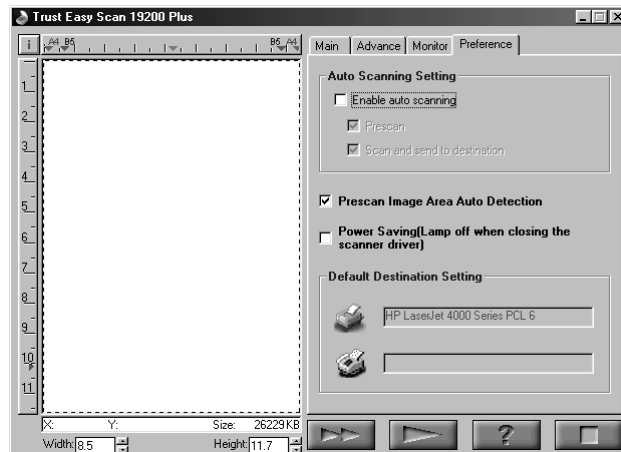 Trust Easy Scan 19200 Plus
i A4 B5 B5 A4
Main Advance Monitor Preference
Auto Scanning Setting
Enable auto scanning
Prescan
Scan and send to destination
Prescan Image Area Auto Detection
Power Saving(Lamp off when closing the
scanner driver)
Default Destination Setting
HP LaserJet 4000 Series PCL 6
1
2
3
4
5
6
7
8
9
10
11
X: Y: Size: 26229KB
Width: 8.5 Height: 11.7
?